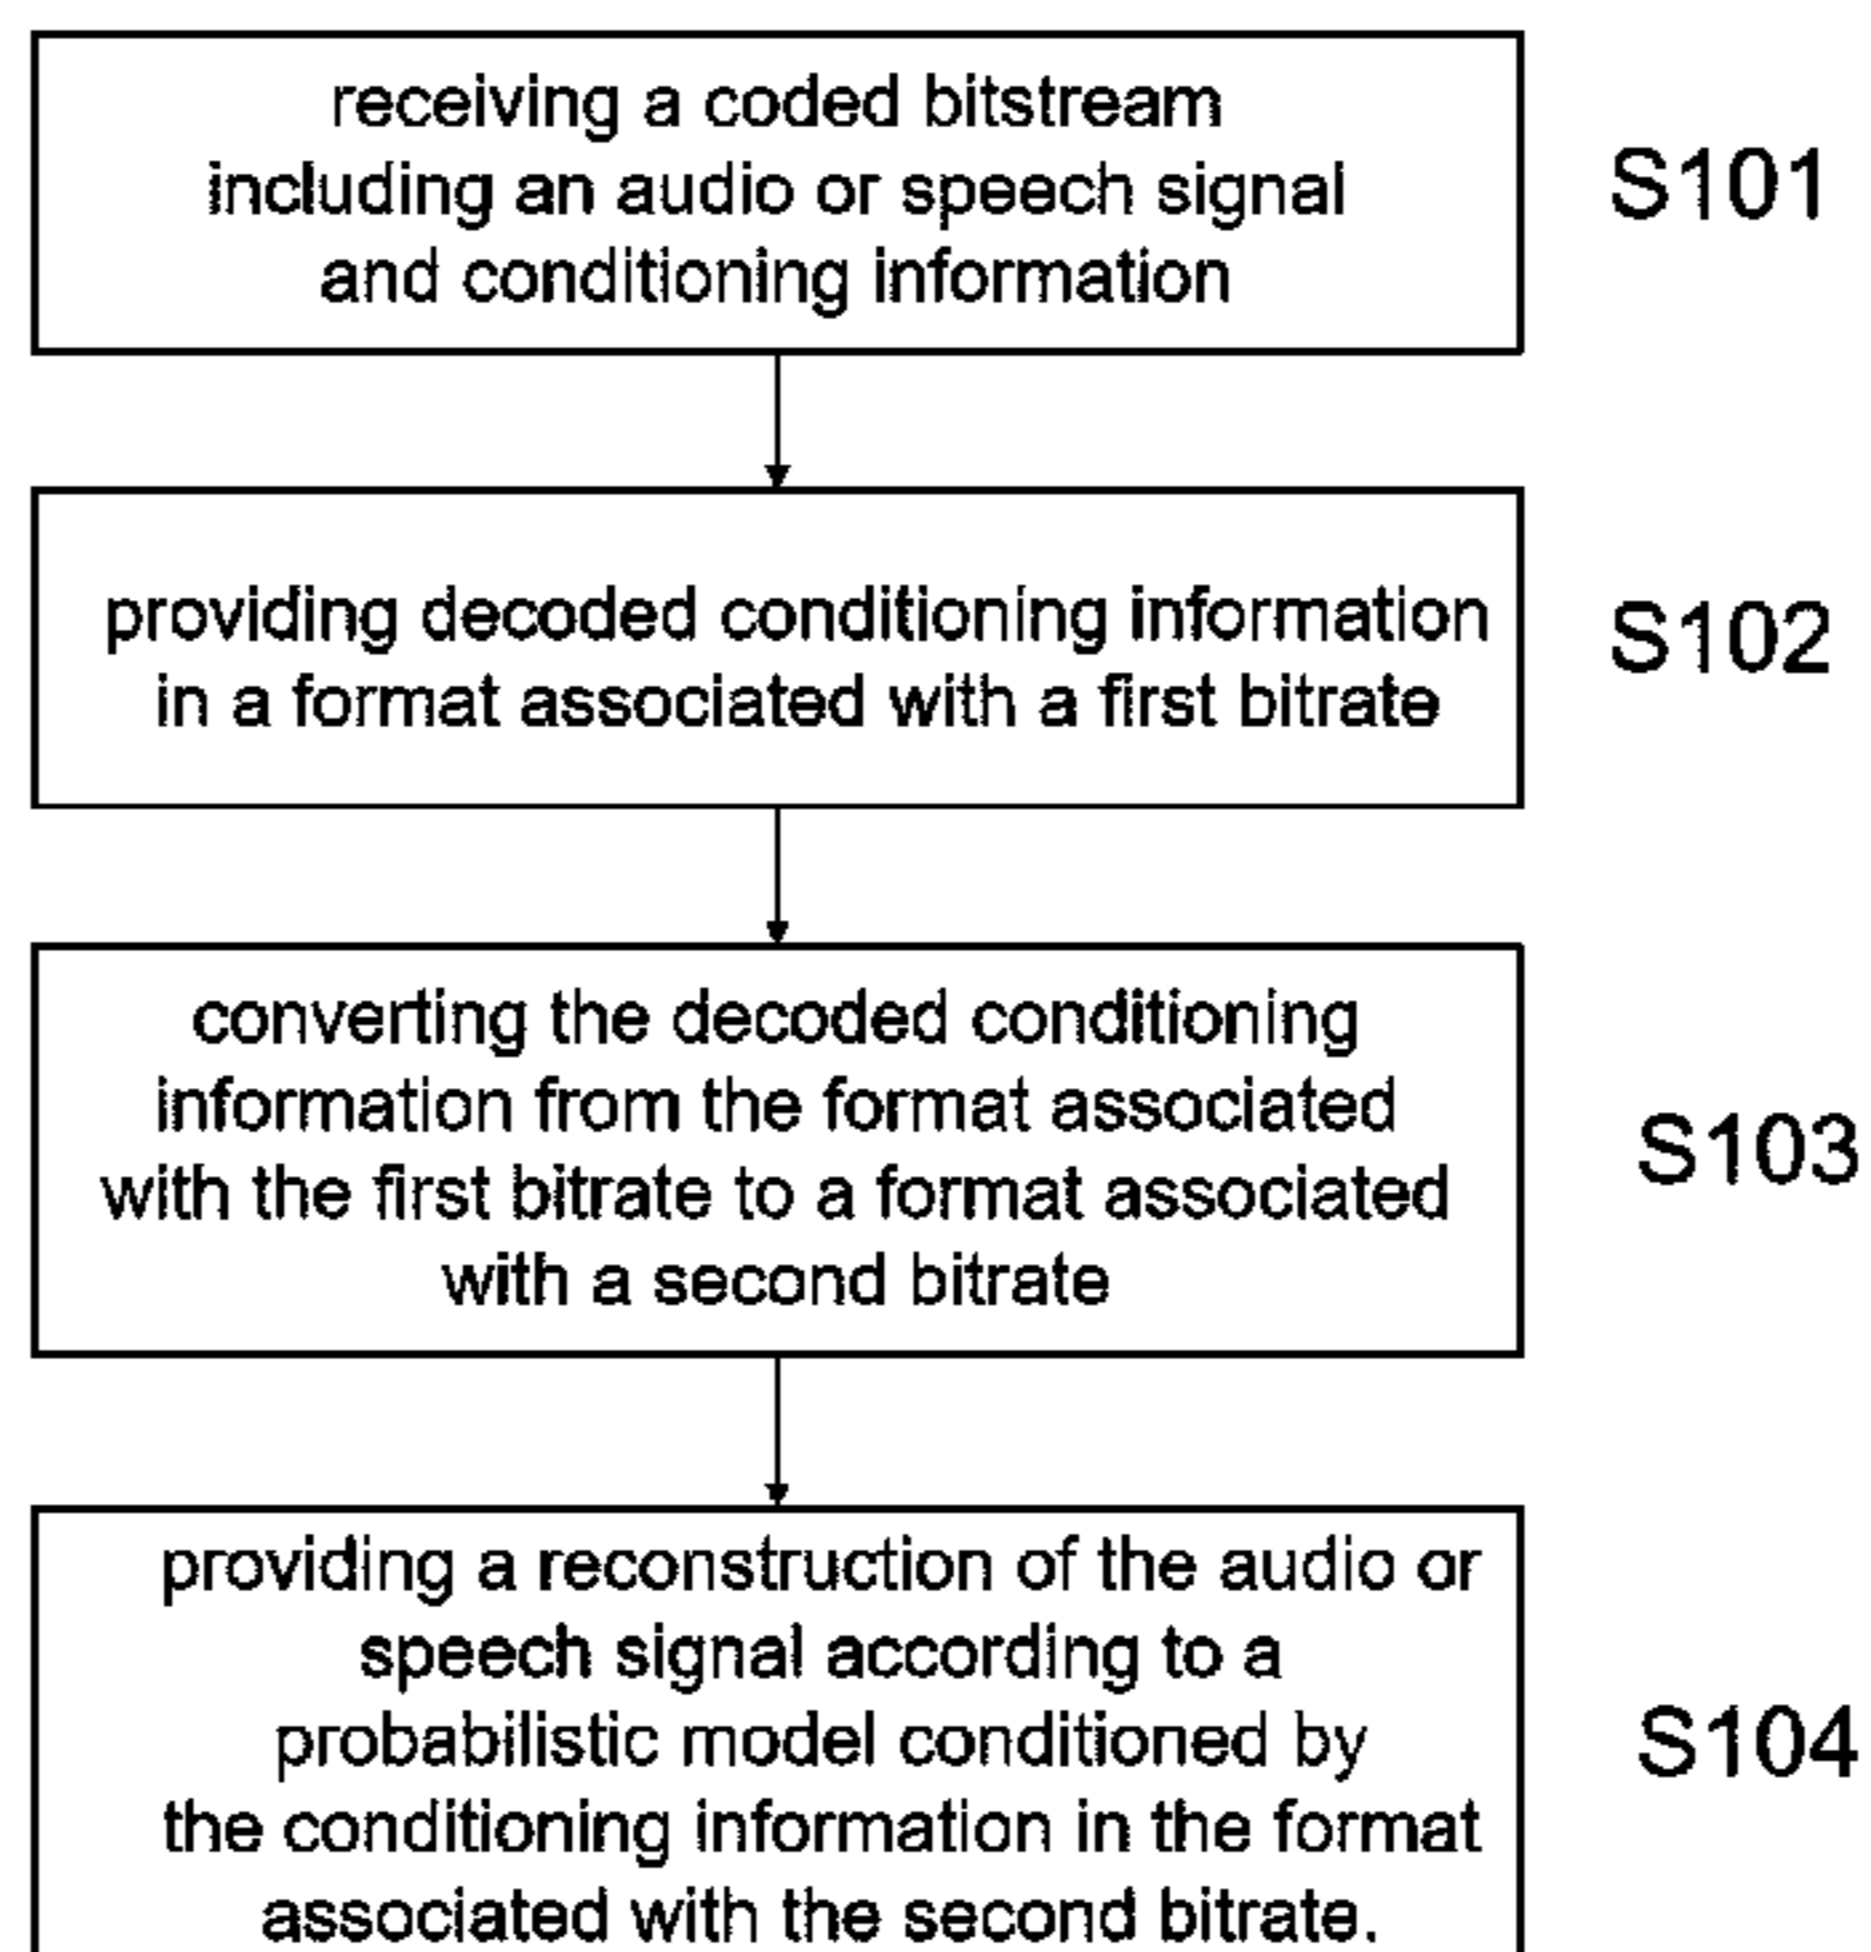 receiving a coded bitstream
including an audio or speech signal
and conditioning information
S101
providing decoded conditioning information
in a format associated with a first bitrate
S102
converting the decoded conditioning
information from the format associated
with the first bitrate to a format associated
with a second bitrate
S103
providing a reconstruction of the audio or
speech signal according to a
probabilistic model conditioned by
the conditioning information in the format
associated with the second bitrate.
S104